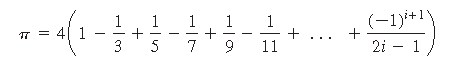 π = 4(1 - 1/3 + 1/5 - 1/7 + 1/9 - 1/11 + ... + (-1)^{i+1}/(2i - 1))